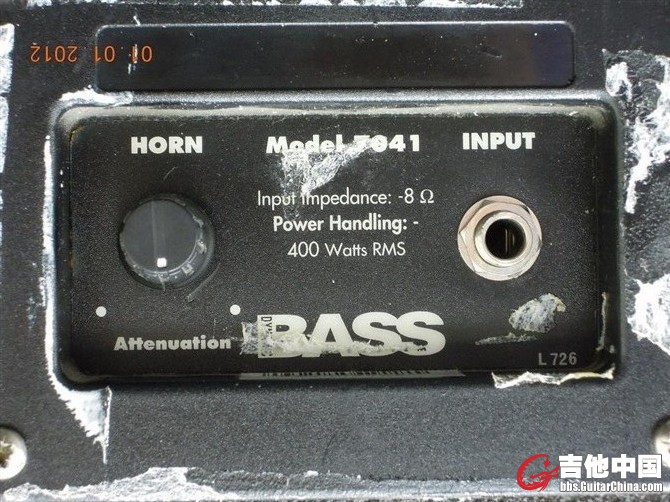 01 01 2012
HORN
Model 7041
INPUT
Input Impedance: -8 Ω
Power Handling: -
400 Watts RMS
Attenuation
BASS
L 726
吉他中国
bbs.GuitarChina.com